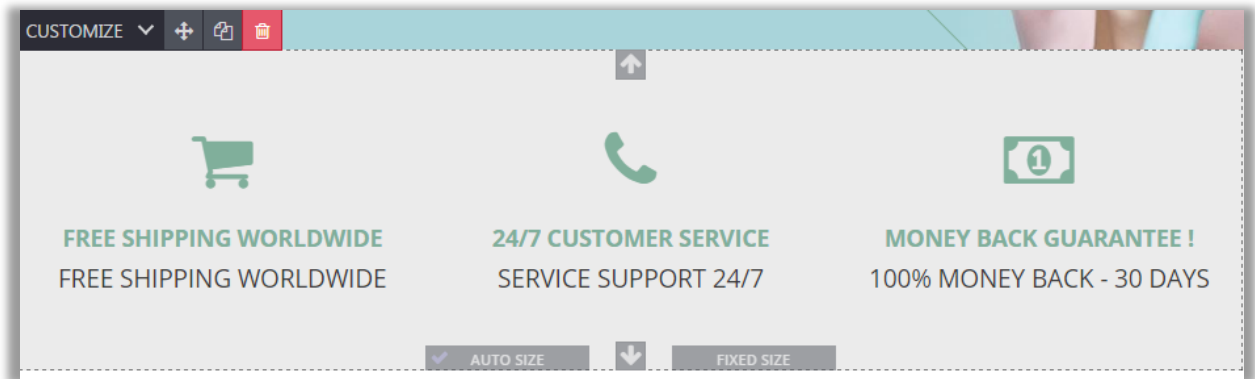 CUSTOMIZE
1
FREE SHIPPING WORLDWIDE 24/7 CUSTOMER SERVICE MONEY BACK GUARANTEE !
FREE SHIPPING WORLDWIDE SERVICE SUPPORT 24/7 100% MONEY BACK - 30 DAYS
AUTO SIZE FIXED SIZE